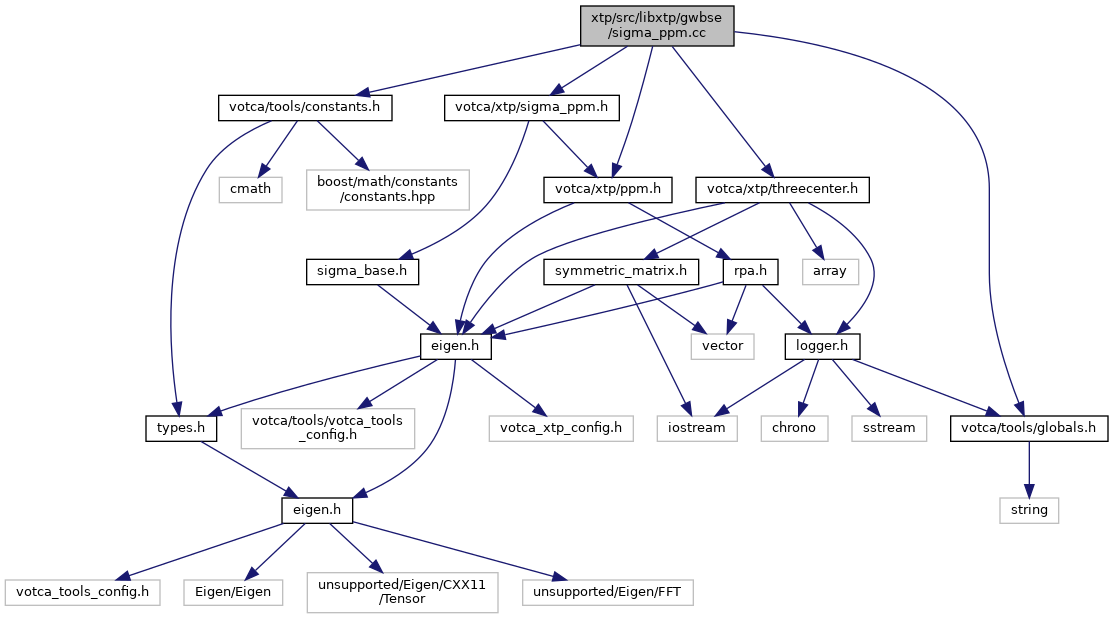 xtp/src/libxtp/gwbse
/sigma_ppm.cc
votca/tools/constants.h
votca/xtp/sigma_ppm.h
cmath
boost/math/constants
/constants.hpp
votca/xtp/ppm.h
votca/xtp/threecenter.h
sigma_base.h
symmetric_matrix.h
rpa.h
array
eigen.h
vector
logger.h
types.h
votca/tools/votca_tools
_config.h
votca_xtp_config.h
iostream
chrono
sstream
votca/tools/globals.h
eigen.h
string
votca_tools_config.h
Eigen/Eigen
unsupported/Eigen/CXX11
/Tensor
unsupported/Eigen/FFT